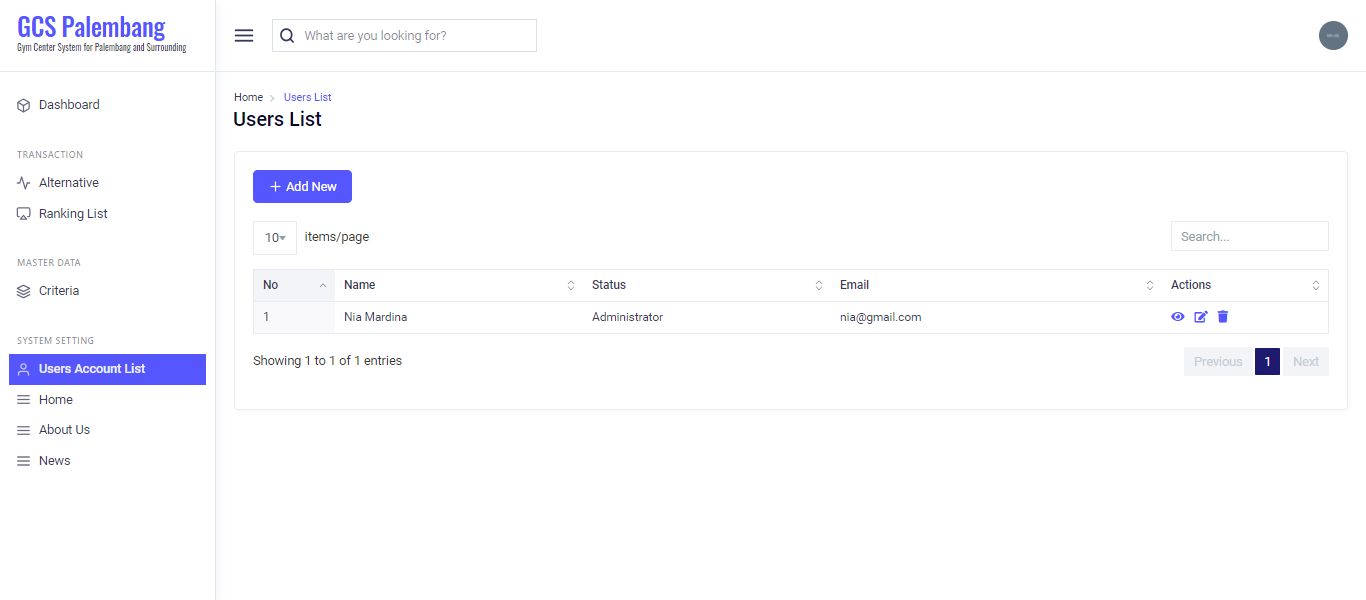 GCS Palembang
Gym Center System for Palembang and Surrounding
What are you looking for?
Dashboard
TRANSACTION
Alternative
Ranking List
MASTER DATA
Criteria
SYSTEM SETTING
Users Account List
Home
About Us
News
Home Users List
Users List
Add New
10 items/page
Search...
No Name Status Email Actions
1 Nia Mardina Administrator nia@gmail.com
Showing 1 to 1 of 1 entries
Previous 1 Next